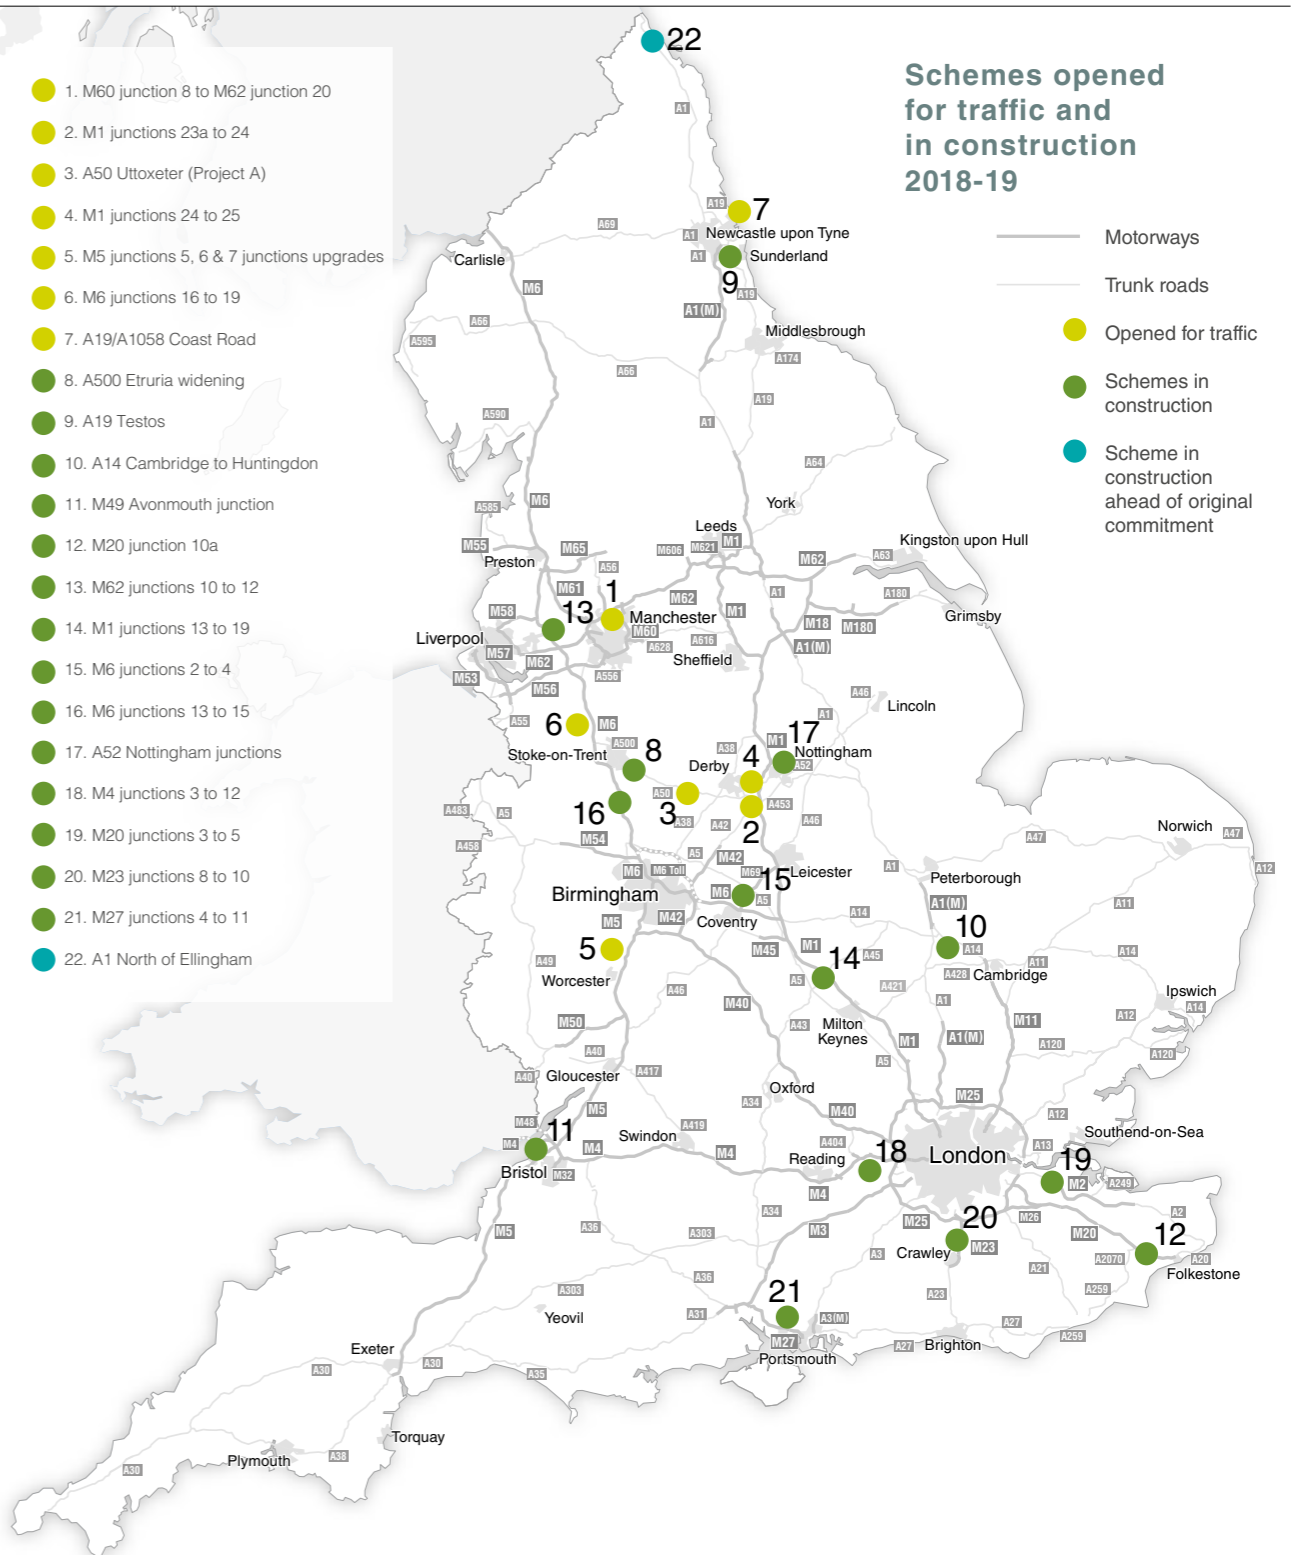 Schemes opened
for traffic and
in construction
2018-19
Motorways
Trunk roads
Opened for traffic
Schemes in
construction
Scheme in
construction
ahead of original
commitment
1. M60 junction 8 to M62 junction 20
2. M1 junctions 23a to 24
3. A50 Uttoxeter (Project A)
4. M1 junctions 24 to 25
5. M5 junctions 5, 6 & 7 junctions upgrades
6. M6 junctions 16 to 19
7. A19/A1058 Coast Road
8. A500 Etruria widening
9. A19 Testos
10. A14 Cambridge to Huntingdon
11. M49 Avonmouth junction
12. M20 junction 10a
13. M62 junctions 10 to 12
14. M1 junctions 13 to 19
15. M6 junctions 2 to 4
16. M6 junctions 13 to 15
17. A52 Nottingham junctions
18. M4 junctions 3 to 12
19. M20 junctions 3 to 5
20. M23 junctions 8 to 10
21. M27 junctions 4 to 11
22. A1 North of Ellingham
22
A1
A19
7
A69
A1
Newcastle upon Tyne
Carlisle
A1
Sunderland
9
M6
A19
A1(M)
A66
Middlesbrough
A595
A174
A66
A19
A590
A1
A64
M6
York
A585
Leeds
M55
M65
M606
M621
M1
Kingston upon Hull
Preston
A56
M62
A63
M61
1
A1
A180
M58
13
M62
M1
Grimsby
Manchester
M18
M180
Liverpool
M60
A616
A628
A1(M)
M57
M62
Sheffield
M53
A556
M56
A46
Lincoln
A55
6
M6
A1
17
A500
M1
Stoke-on-Trent
8
A38
Nottingham
4
Derby
A52
A50
16
3
A453
A483
A5
A38
A42
2
A46
Norwich
A47
A47
M54
A458
A5
M42
A1
A12
M6
M6 Toll
M69
Leicester
Peterborough
15
Birmingham
M6
A5
A1(M)
A11
M42
Coventry
A14
M5
10
5
M45
M1
A14
A14
14
A45
A49
A11
Worcester
A428
Cambridge
A5
A46
A421
Ipswich
M40
A1
A14
M50
A43
Milton
Keynes
M11
A12
M1
A1(M)
A120
A40
A120
A5
A417
A40
Gloucester
Oxford
M25
A34
M5
M40
A12
M48
11
A419
Southend-on-Sea
M4
M4
Swindon
A404
A13
M4
18
London
Reading
19
Bristol
M32
M2
A249
M4
A34
A2
M5
A36
M3
M25
M26
A303
20
M20
12
M23
Crawley
A3
A2070
A20
A21
Folkestone
A36
A303
21
A23
A259
Yeovil
A31
A3(M)
A27
M27
A259
Exeter
Portsmouth
A27
Brighton
A30
A30
A35
Torquay
A38
Plymouth
A30